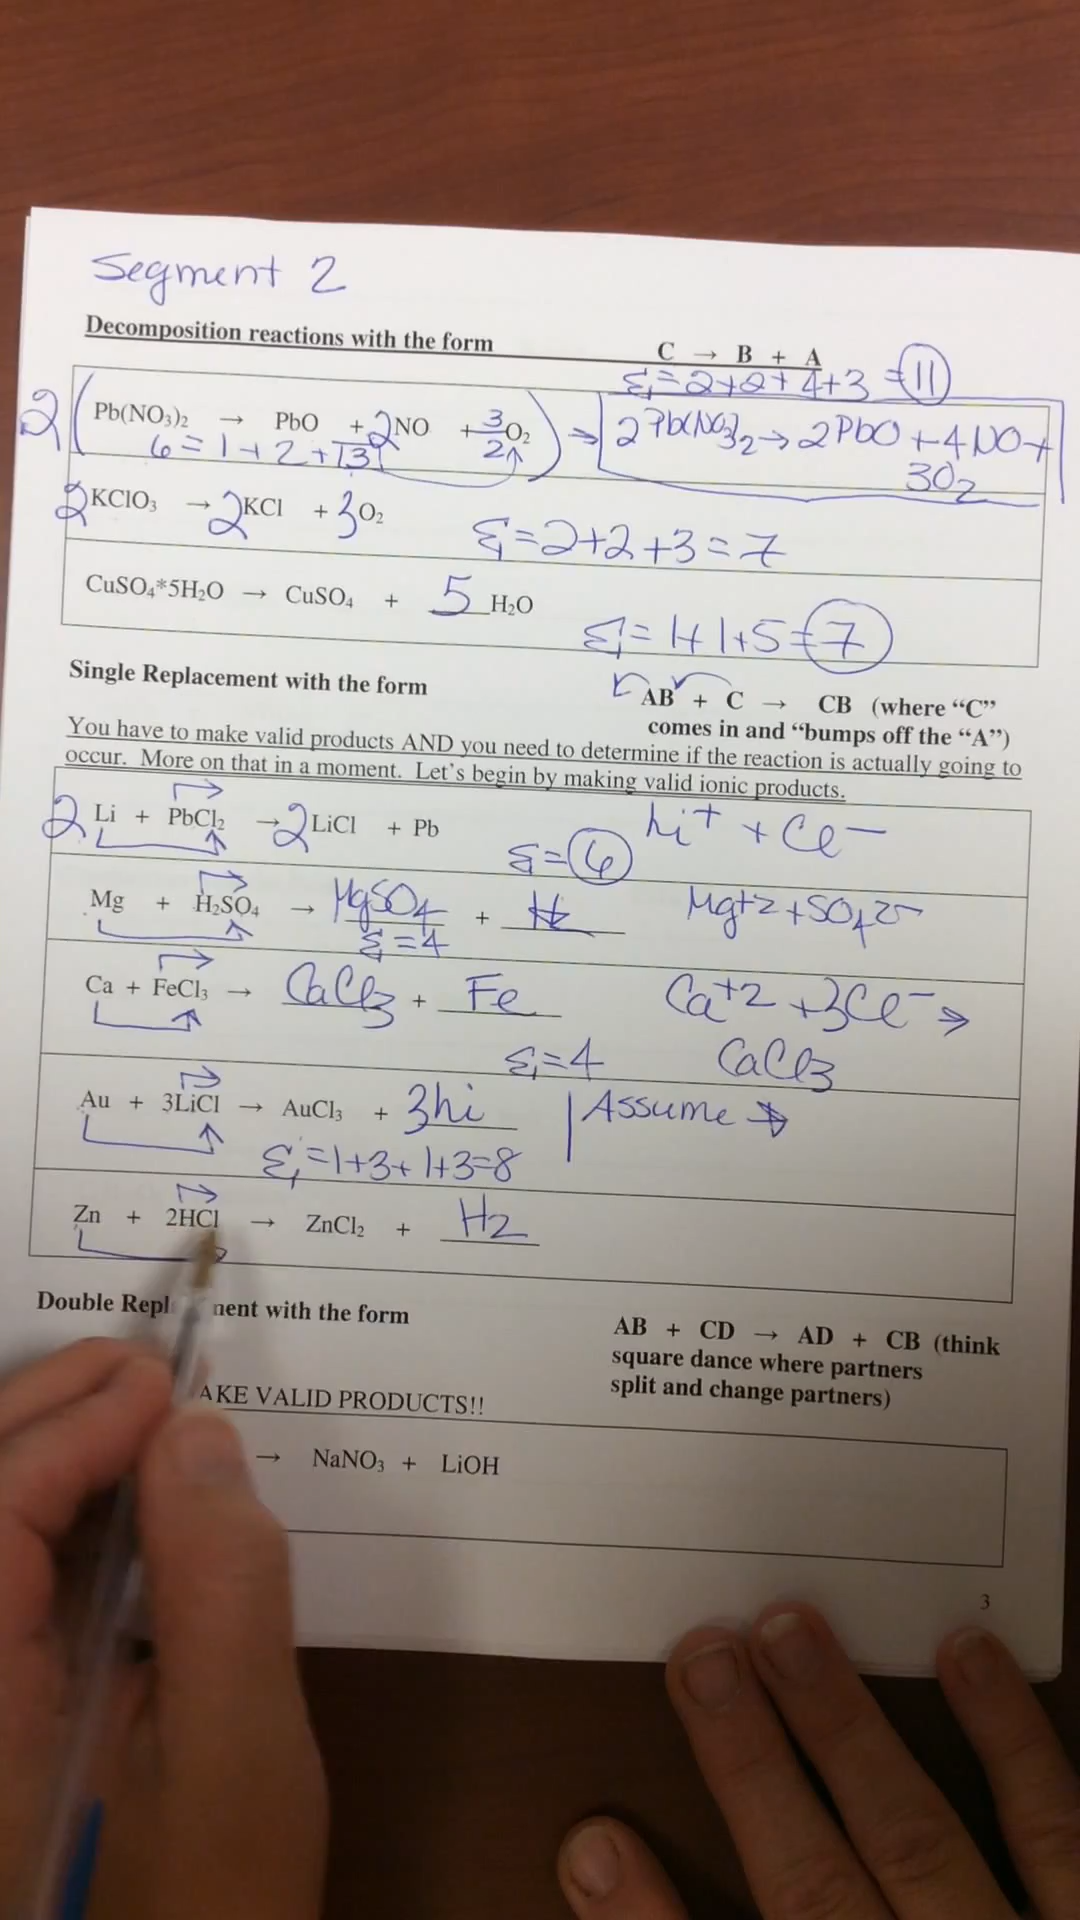 Segment 2
Decomposition reactions with the form C → B + A
Σ = 2+2+4+3 = 11
2( Pb(NO₃)₂ → PbO + 2NO + 3/2 O₂ ) ⇒ 2Pb(NO₃)₂ → 2PbO + 4NO +
6 = 1 + 2 + 3
3O₂
2KClO₃ → 2KCl + 3O₂ Σ = 2+2+3 = 7
CuSO₄*5H₂O → CuSO₄ + 5 H₂O
Σ = 1+1+5 = 7
Single Replacement with the form AB + C → CB (where “C”
comes in and “bumps off the “A”)
You have to make valid products AND you need to determine if the reaction is actually going to
occur. More on that in a moment. Let’s begin by making valid ionic products.
2 Li + PbCl₂ → 2 LiCl + Pb Li⁺ + Cl⁻
Σ = 6
Mg + H₂SO₄ → MgSO₄ + H₂ Mg+2 + SO₄2-
Σ = 4
Ca + FeCl₃ → CaCl₃ + Fe Ca+2 + 3Cl⁻ →
Σ = 4 CaCl₃
Au + 3LiCl → AuCl₃ + 3Li Assume →
Σ = 1+3+1+3=8
Zn + 2HCl → ZnCl₂ + H₂
Double Repl ment with the form AB + CD → AD + CB (think
square dance where partners
split and change partners)
AKE VALID PRODUCTS!!
→ NaNO₃ + LiOH
3